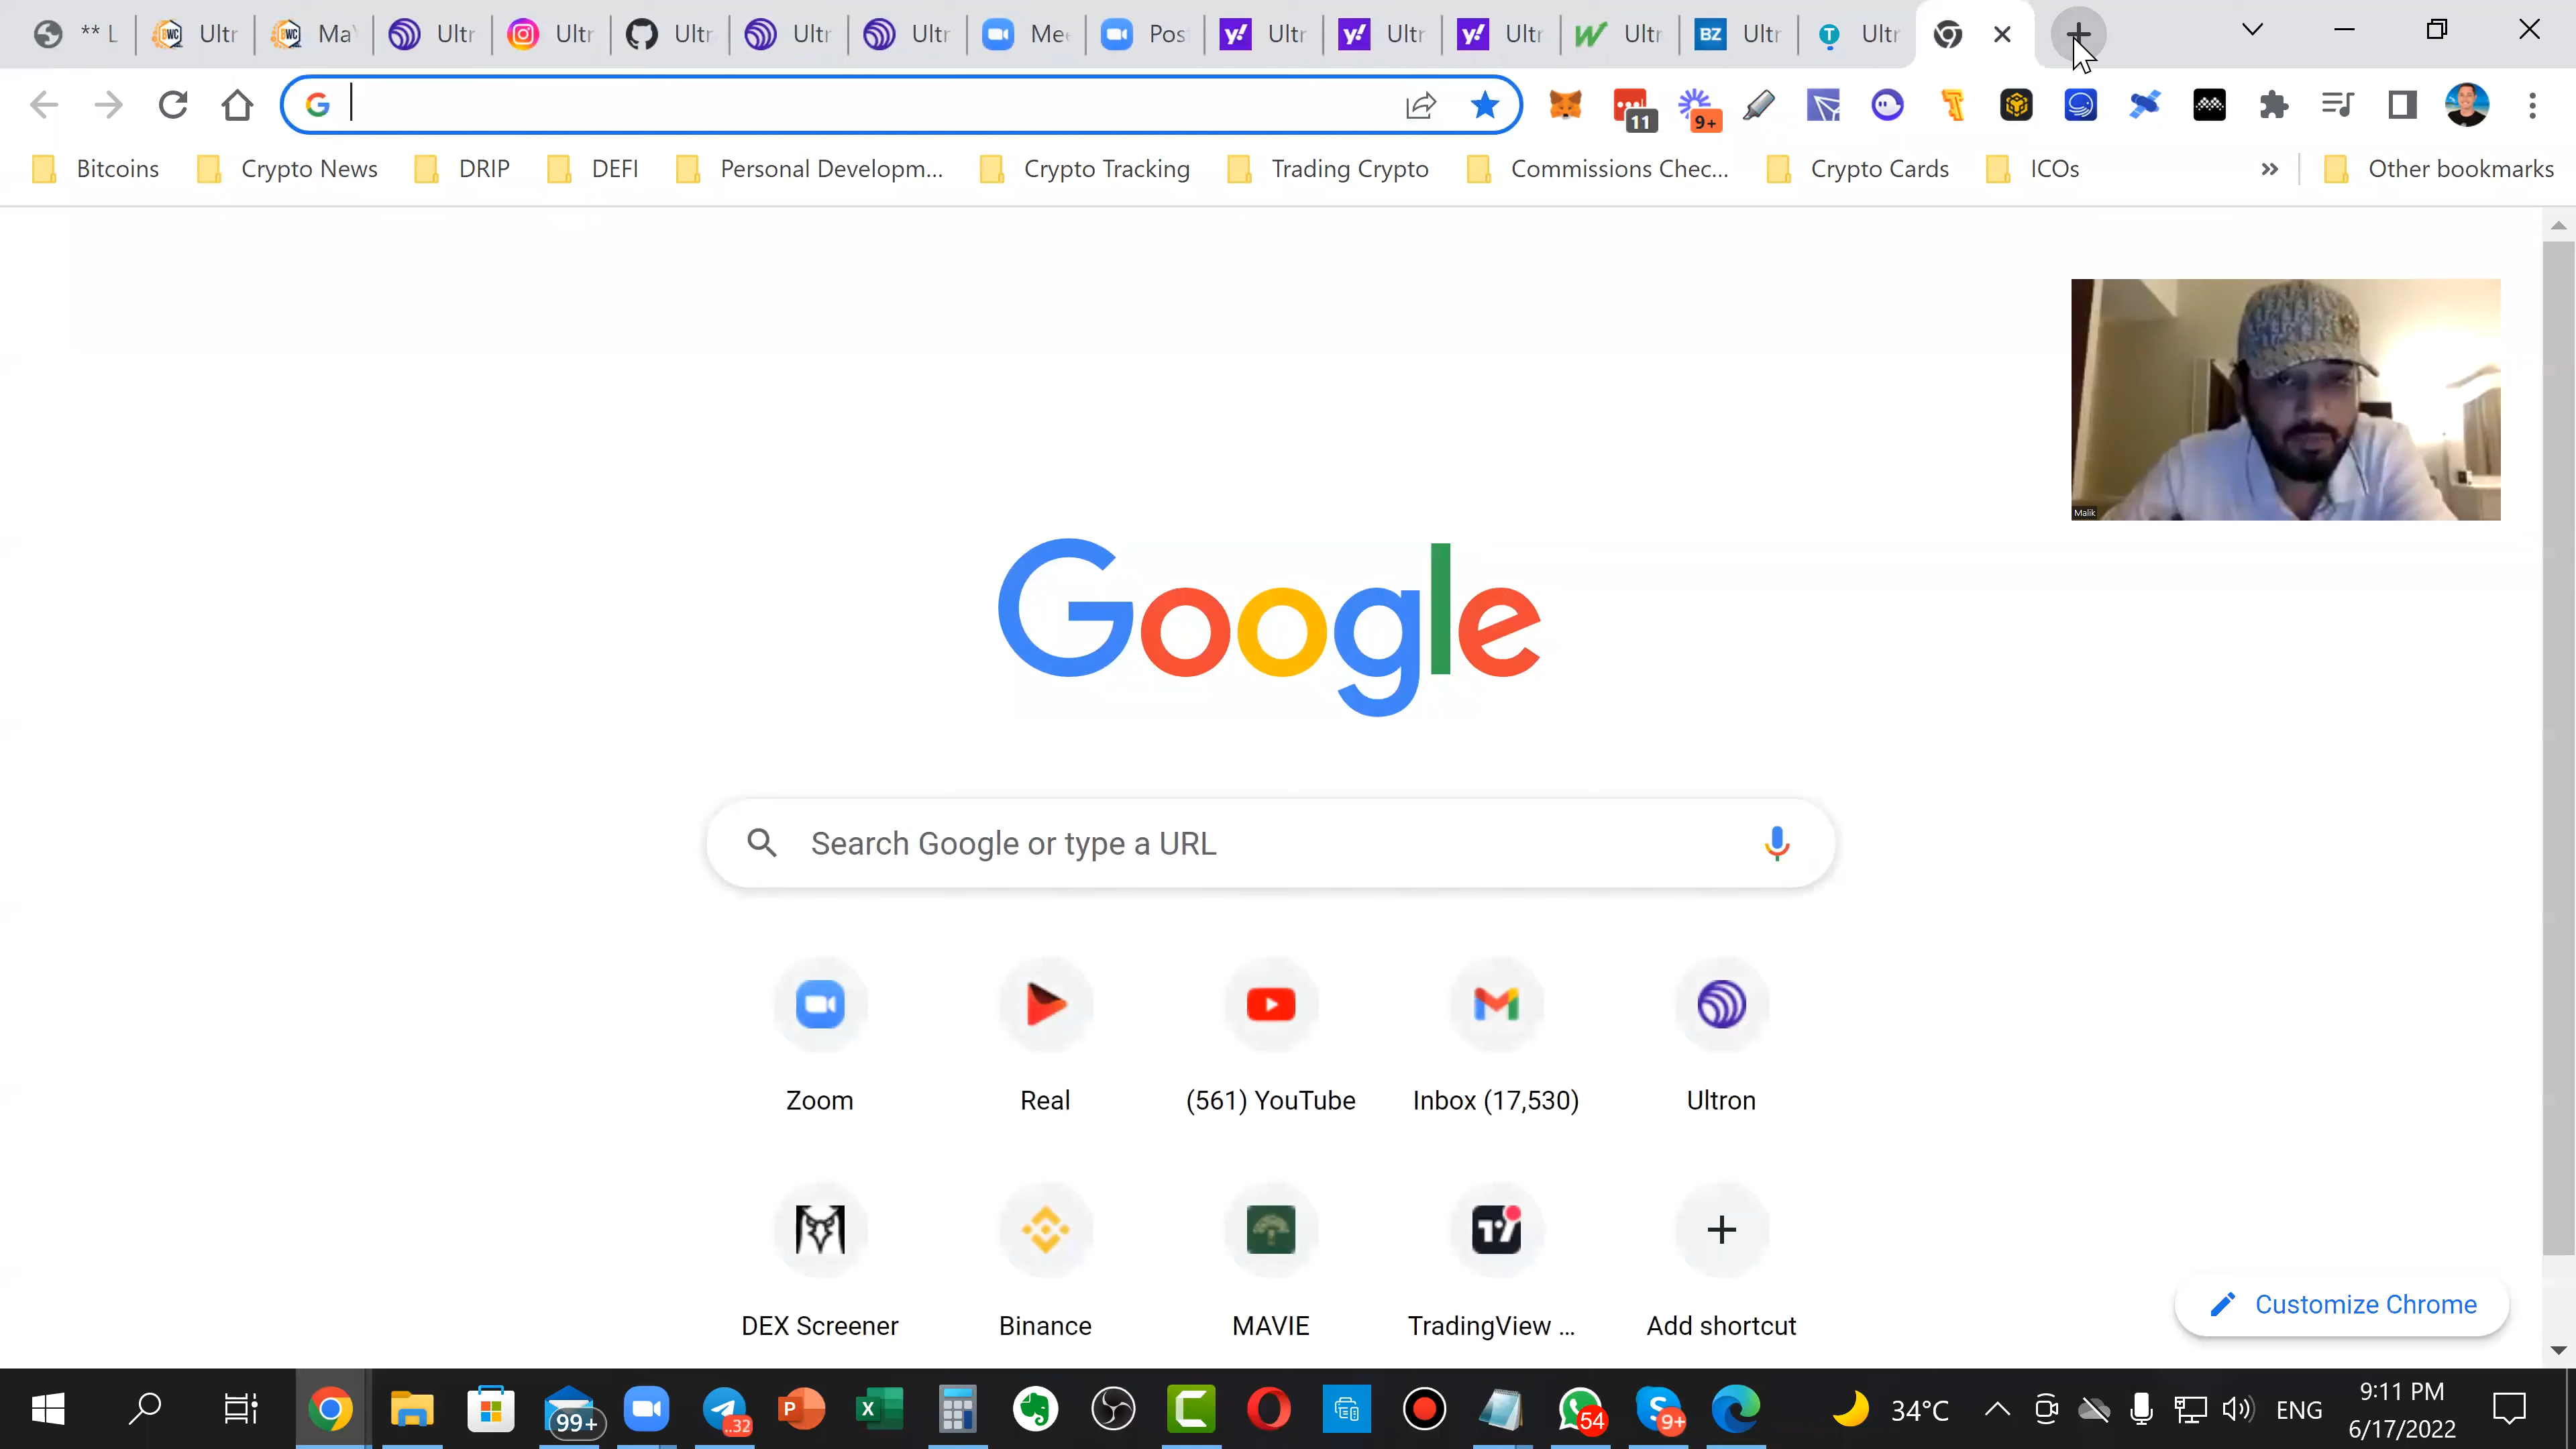 ** L Ultr Ma Ultr Ultr Ultr Ultr Ultr Me Pos Ultr Ultr Ultr Ultr BZ Ultr T Ultr
11 9+
Bitcoins Crypto News DRIP DEFI Personal Developm... Crypto Tracking Trading Crypto Commissions Chec... Crypto Cards ICOs » Other bookmarks
Malik
Google
Search Google or type a URL
Zoom Real (561) YouTube Inbox (17,530) Ultron
DEX Screener Binance MAVIE TradingView ... Add shortcut
Customize Chrome
99+ ..32 54 9+ 34°C ENG 9:11 PM
6/17/2022